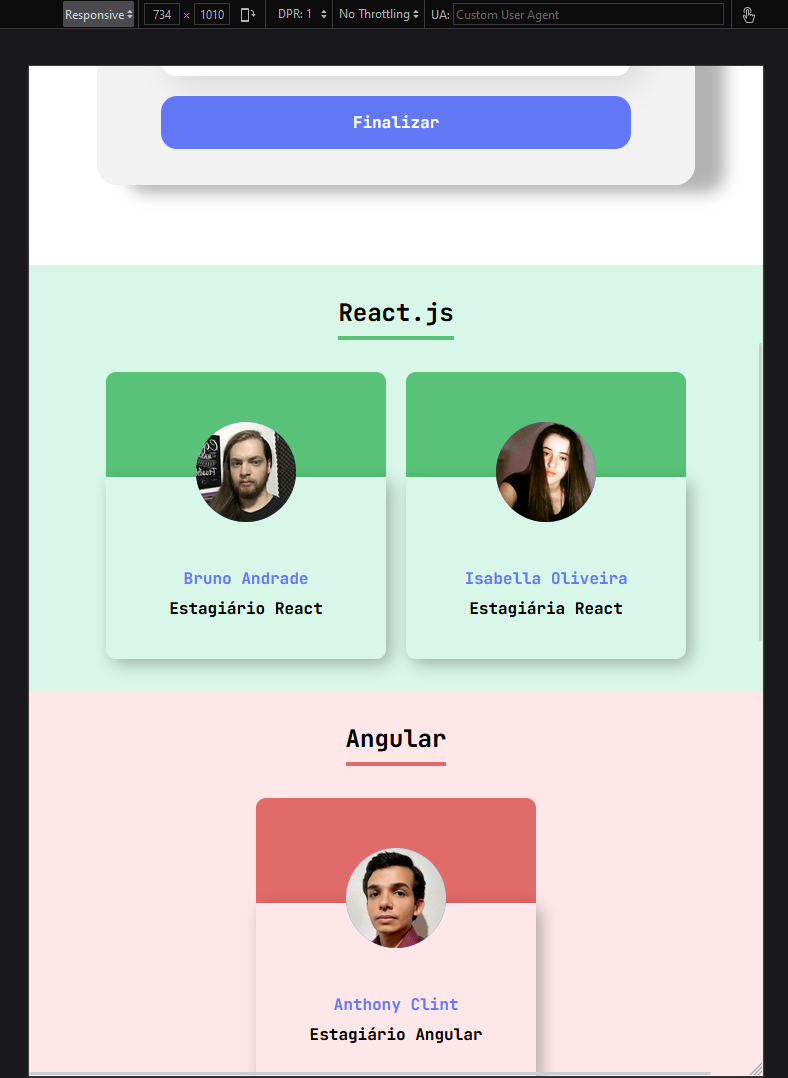 Responsive
734 × 1010
DPR: 1
No Throttling
UA:
Custom User Agent
Finalizar
React.js
Bruno Andrade
Estagiário React
Isabella Oliveira
Estagiária React
Angular
Anthony Clint
Estagiário Angular